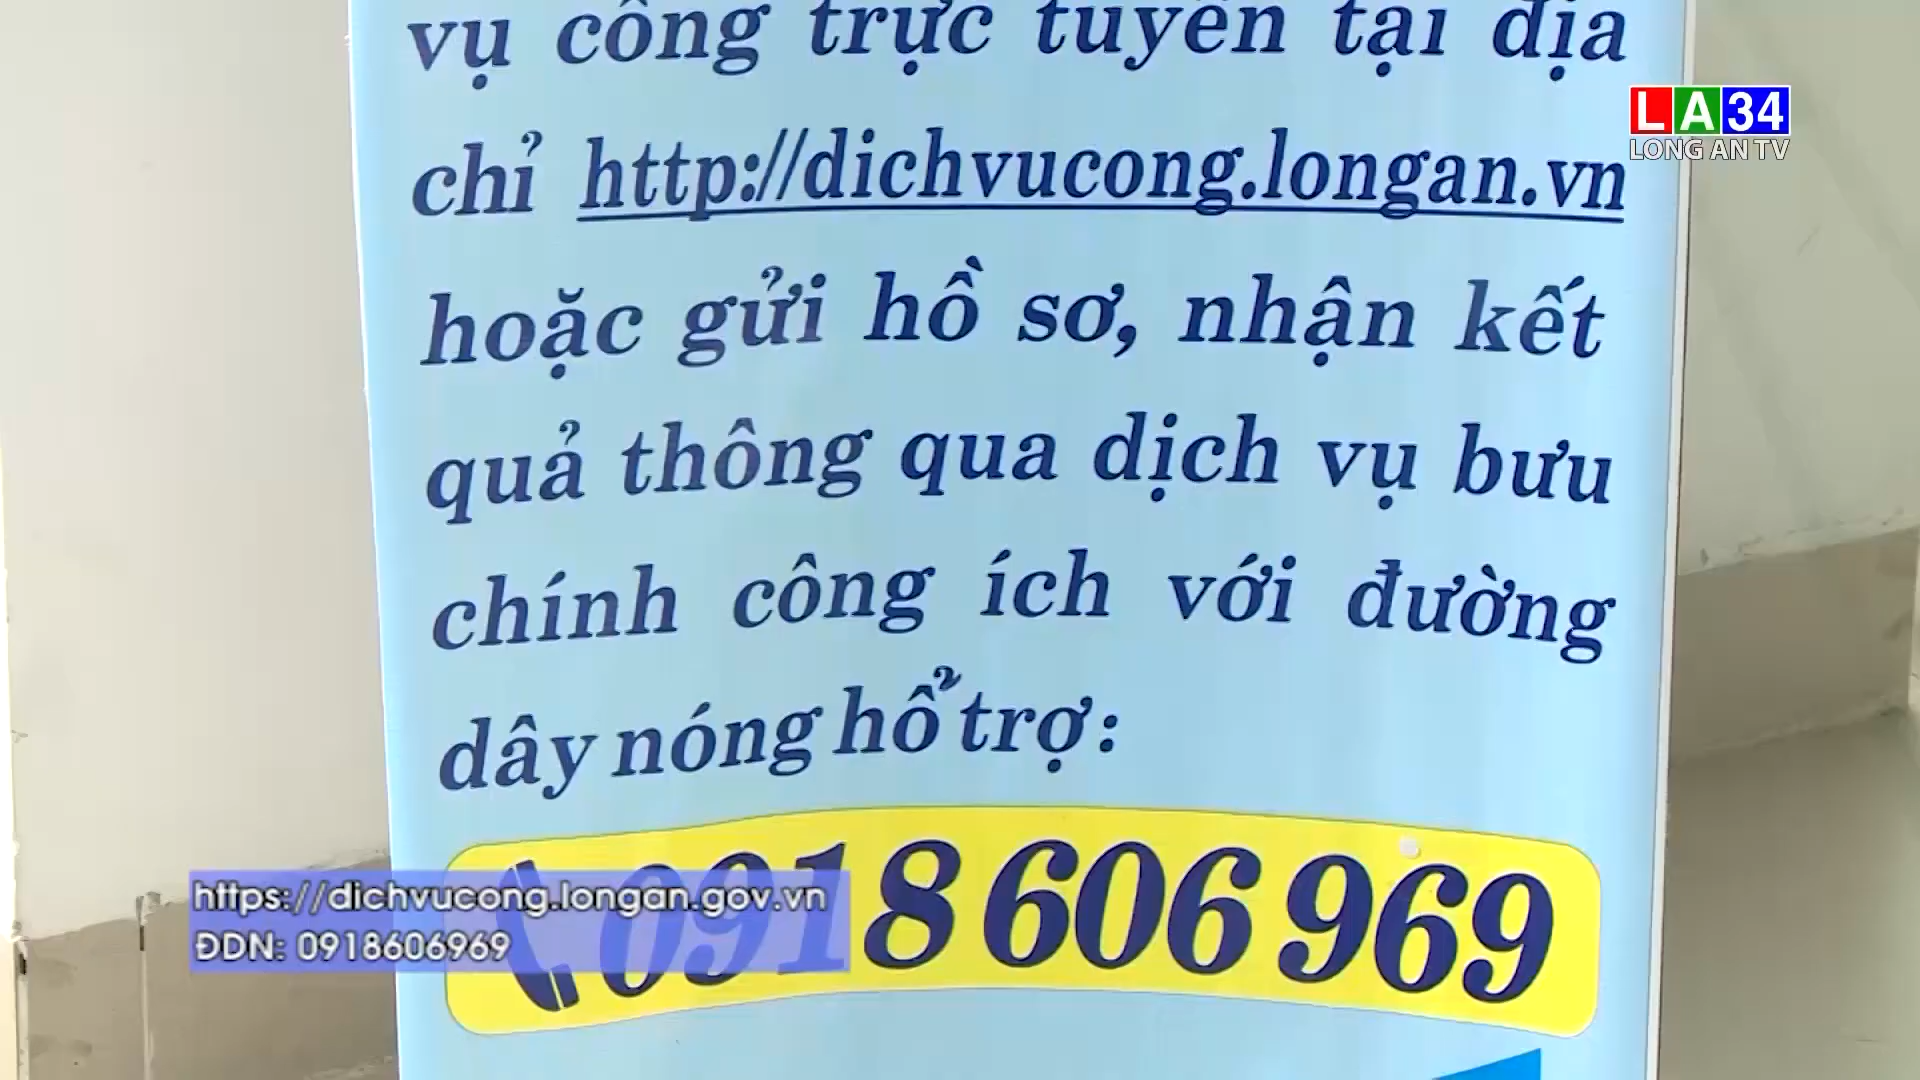 vụ công trực tuyến tại địa
chỉ http://dichvucong.longan.vn
hoặc gửi hồ sơ, nhận kết
quả thông qua dịch vụ bưu
chính công ích với đường
dây nóng hổ trợ:
0918 606 969
https://dichvucong.longan.gov.vn
ĐDN: 0918606969
LA34
LONG AN TV